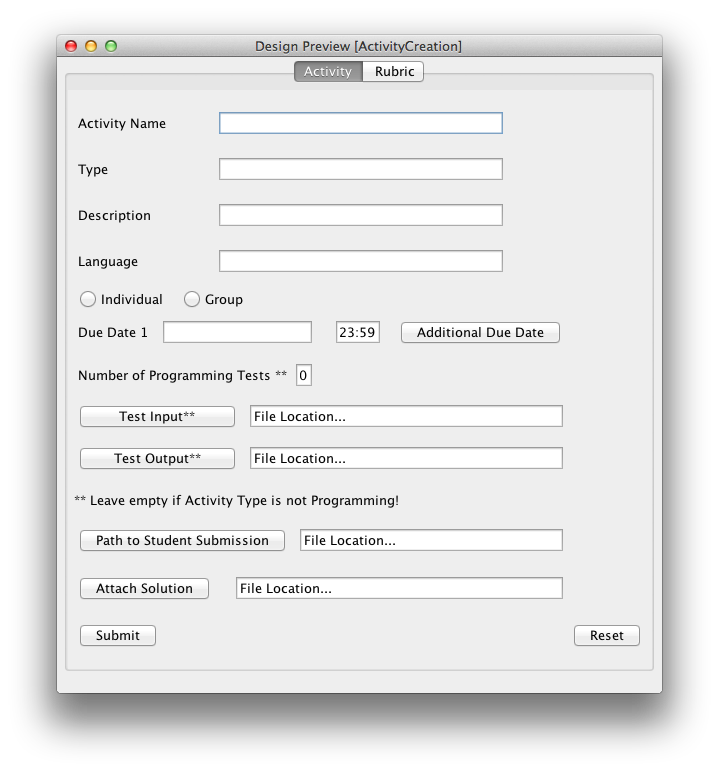 Design Preview [ActivityCreation]
Activity Rubric
Activity Name
Type
Description
Language
Individual Group
Due Date 1 23:59 Additional Due Date
Number of Programming Tests ** 0
Test Input** File Location...
Test Output** File Location...
** Leave empty if Activity Type is not Programming!
Path to Student Submission File Location...
Attach Solution File Location...
Submit Reset